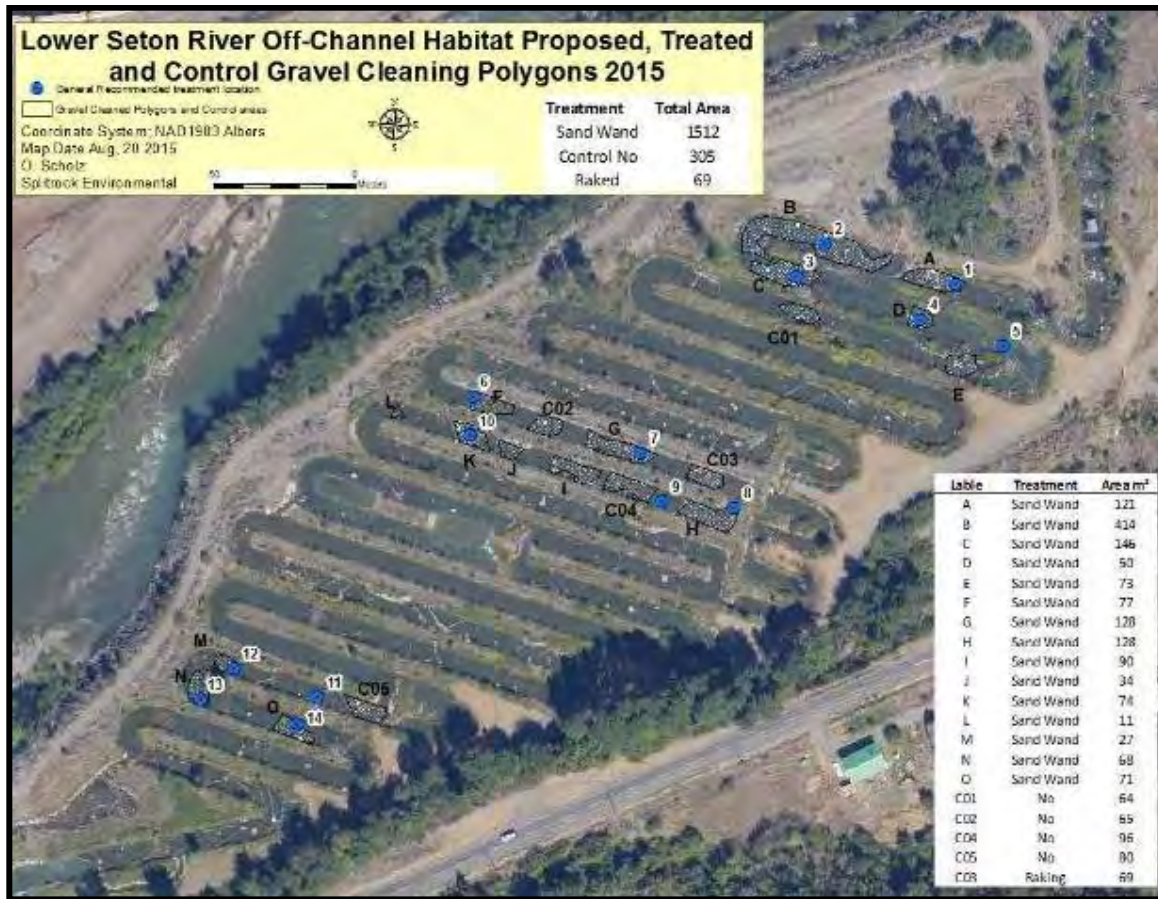 Lower Seton River Off-Channel Habitat Proposed, Treated
and Control Gravel Cleaning Polygons 2015
General Recommended treatment location
Gravel Cleaned Polygons and Control areas
Coordinate System: NAD1983 Albers
Map Date Aug, 20 2015
O. Scholz
Splitrock Environmental
50 0 Meters
N
S
Treatment Total Area
Sand Wand 1512
Control No 305
Raked 69
B
2
A
1
3
C
D
4
C01
5
E
6
F
L
10
C02
G
7
K
J
C03
I
9
8
C04
H
M
12
N
13
11
C05
O
14
Lable Treatment Area m²
A Sand Wand 121
B Sand Wand 414
C Sand Wand 146
D Sand Wand 50
E Sand Wand 73
F Sand Wand 77
G Sand Wand 128
H Sand Wand 128
I Sand Wand 90
J Sand Wand 34
K Sand Wand 74
L Sand Wand 11
M Sand Wand 27
N Sand Wand 68
O Sand Wand 71
C01 No 64
C02 No 65
C04 No 96
C05 No 80
C03 Raking 69